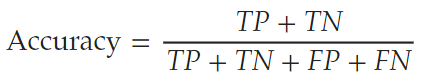 Accuracy = TP + TN / TP + TN + FP + FN